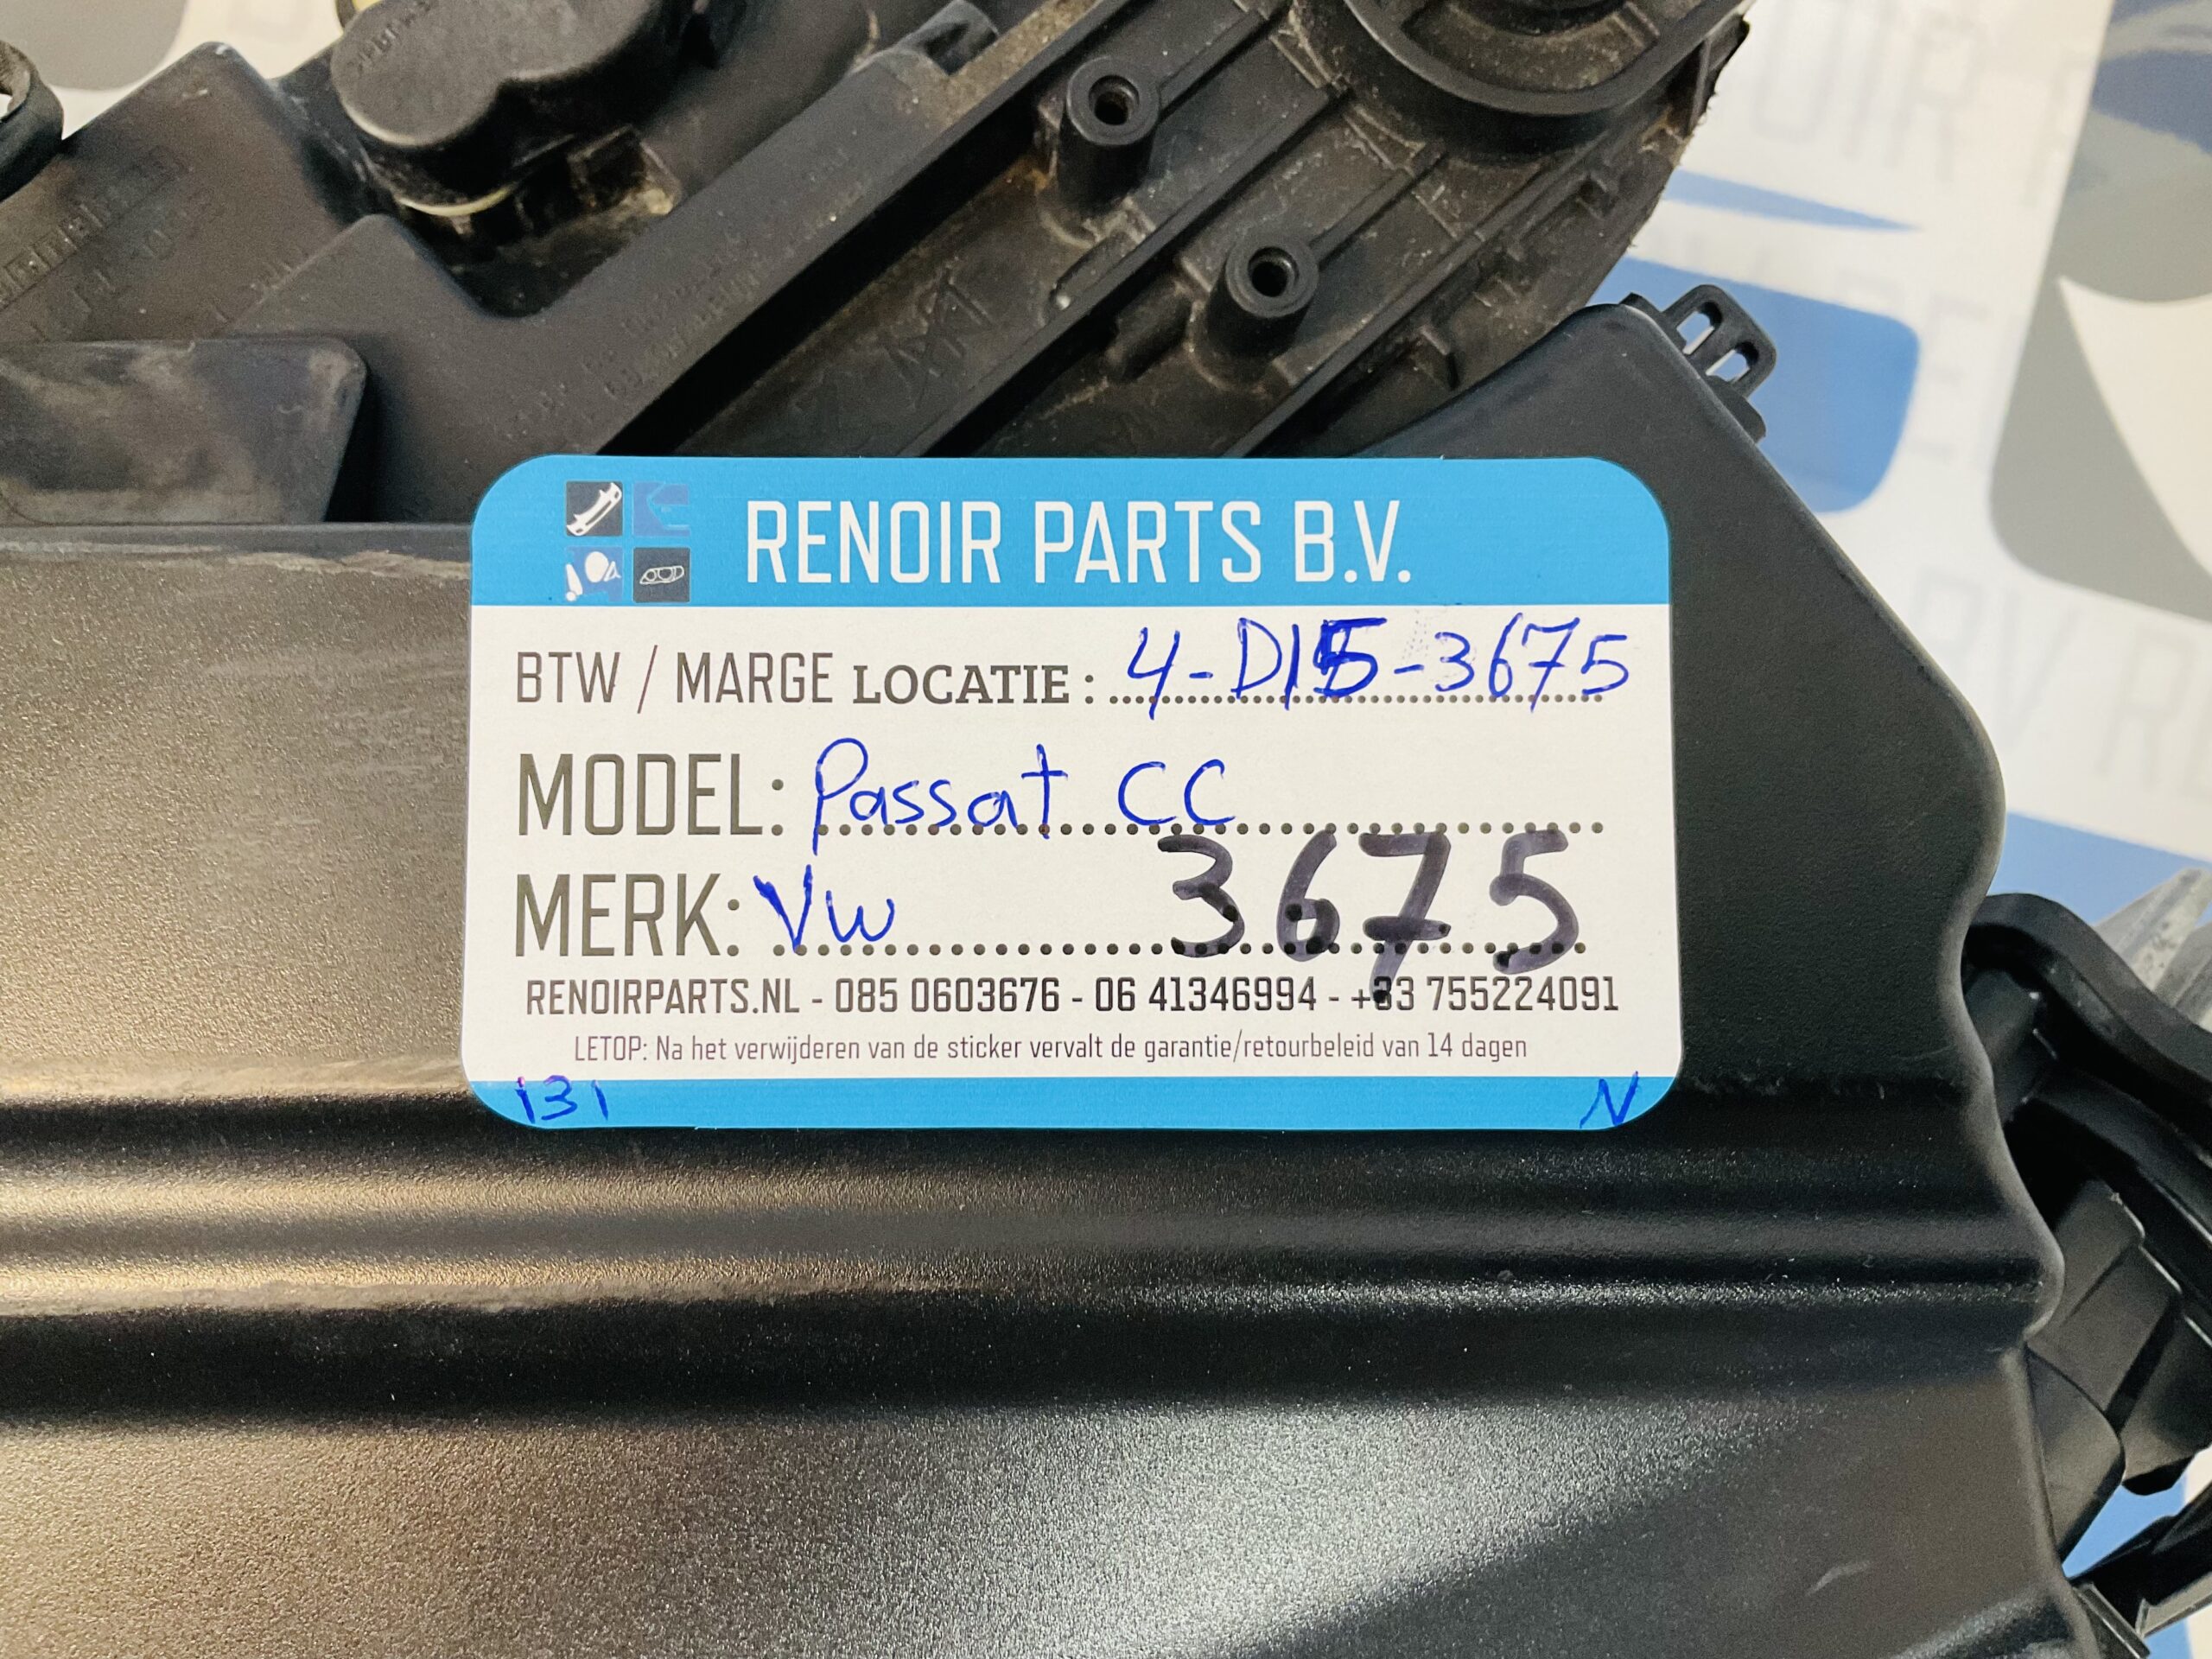 RENOIR PARTS B.V.
BTW / MARGE LOCATIE : 4-D15-3675
MODEL: Passat CC
MERK: VW 3675
RENOIRPARTS.NL - 085 0603676 - 06 41346994 - +33 755224091
LETOP: Na het verwijderen van de sticker vervalt de garantie/retourbeleid van 14 dagen
131 N